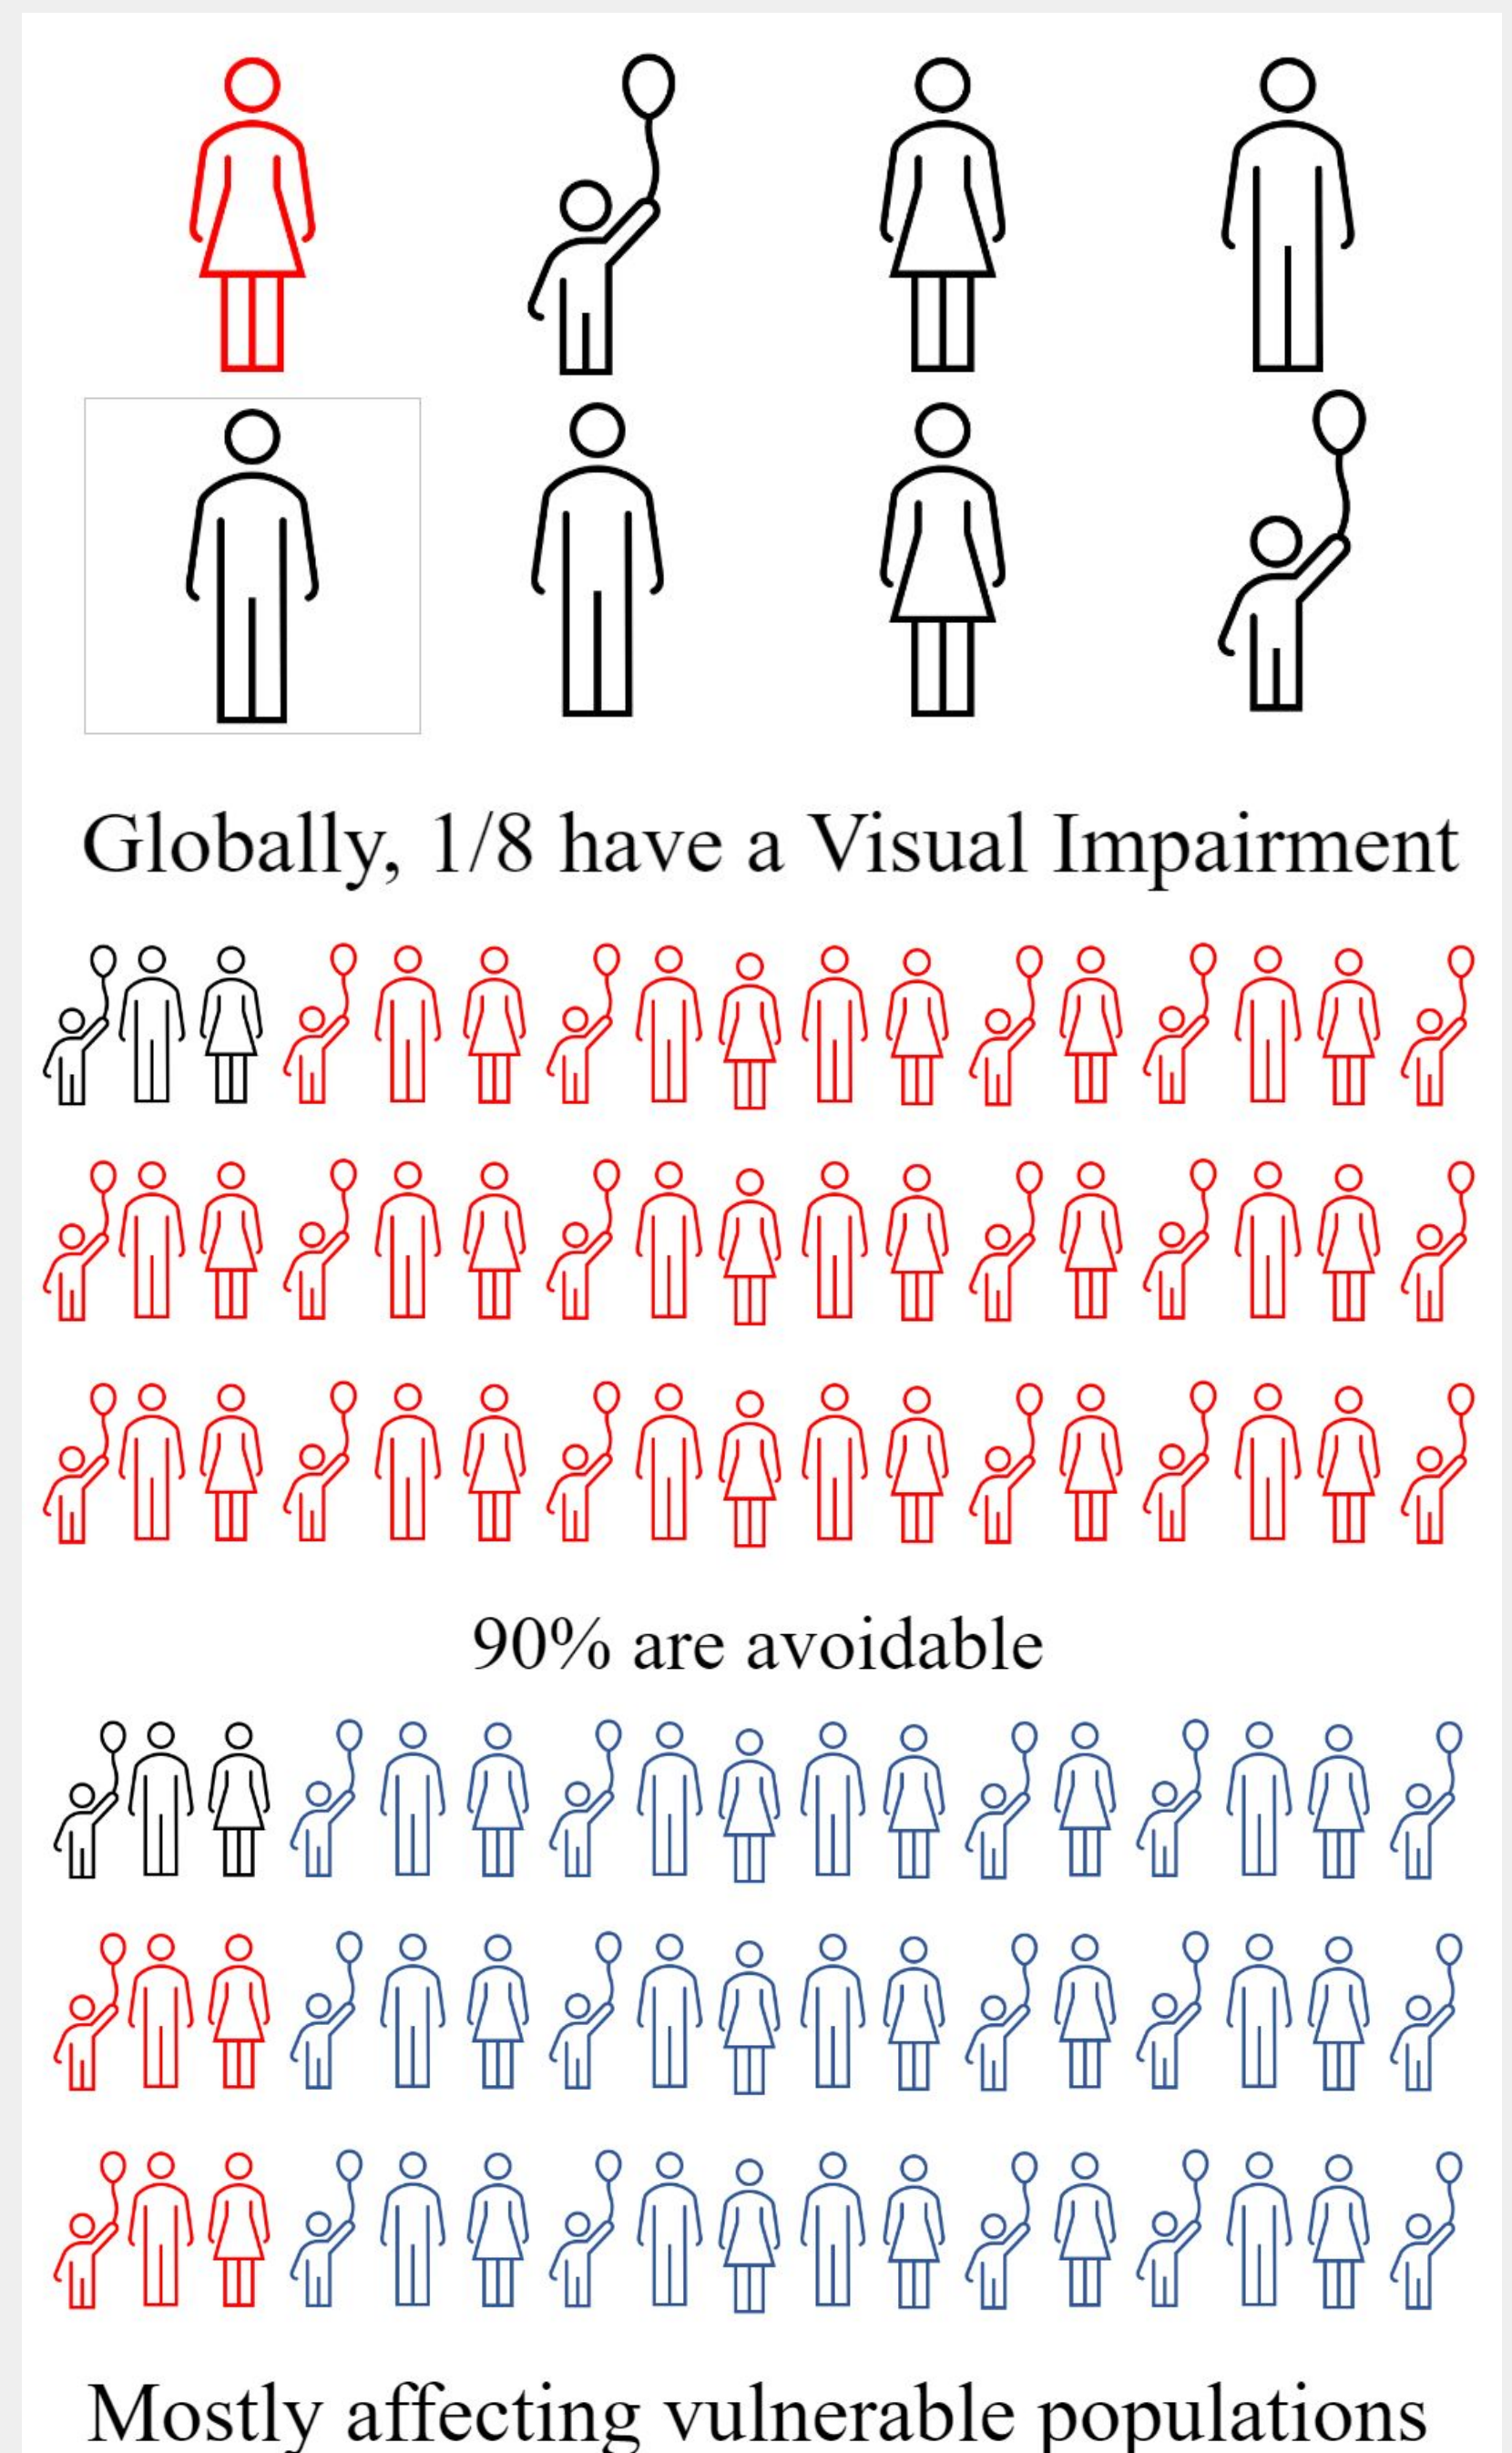 Globally, 1/8 have a Visual Impairment
90% are avoidable
Mostly affecting vulnerable populations